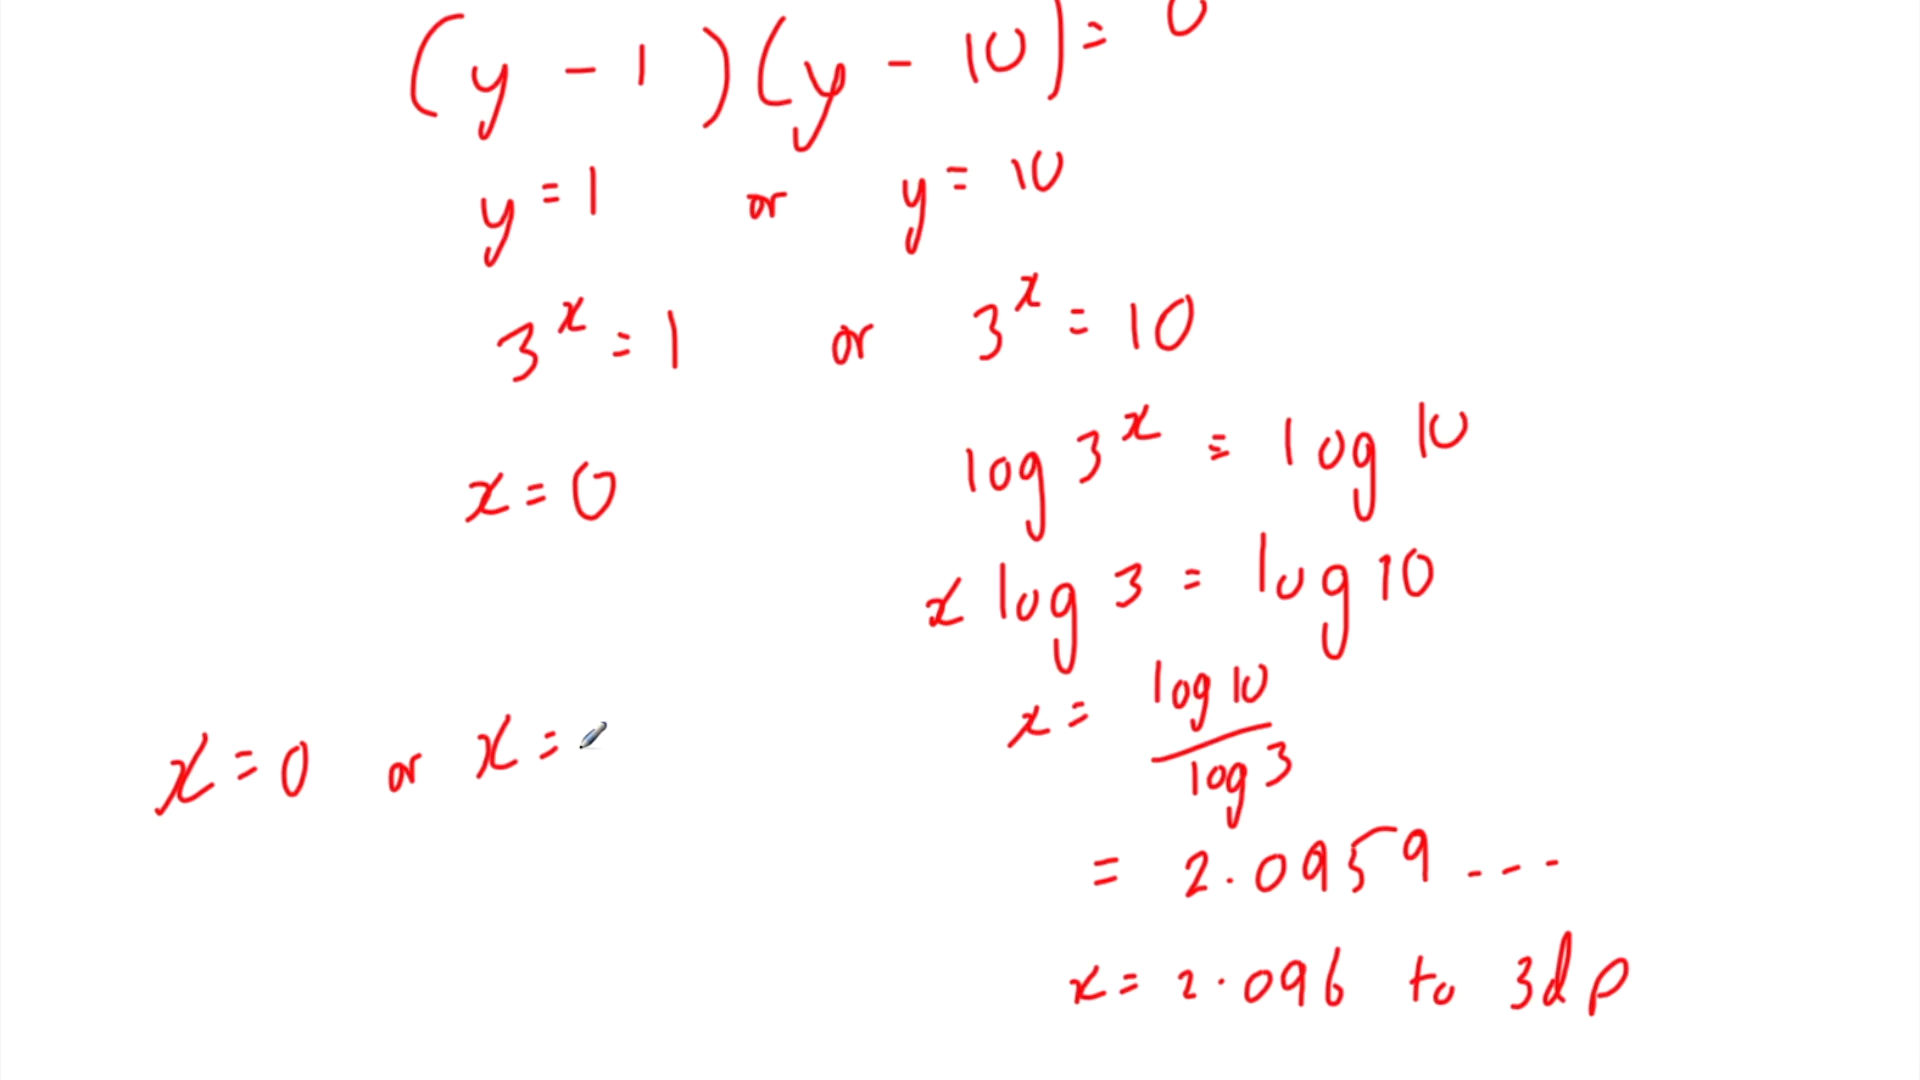 (y - 1)(y - 10) = 0
y = 1 or y = 10
3^x = 1 or 3^x = 10
x = 0
log 3^x = log 10
x log 3 = log 10
x = log 10 / log 3
= 2.0959...
x = 2.096 to 3dp
x = 0 or x =